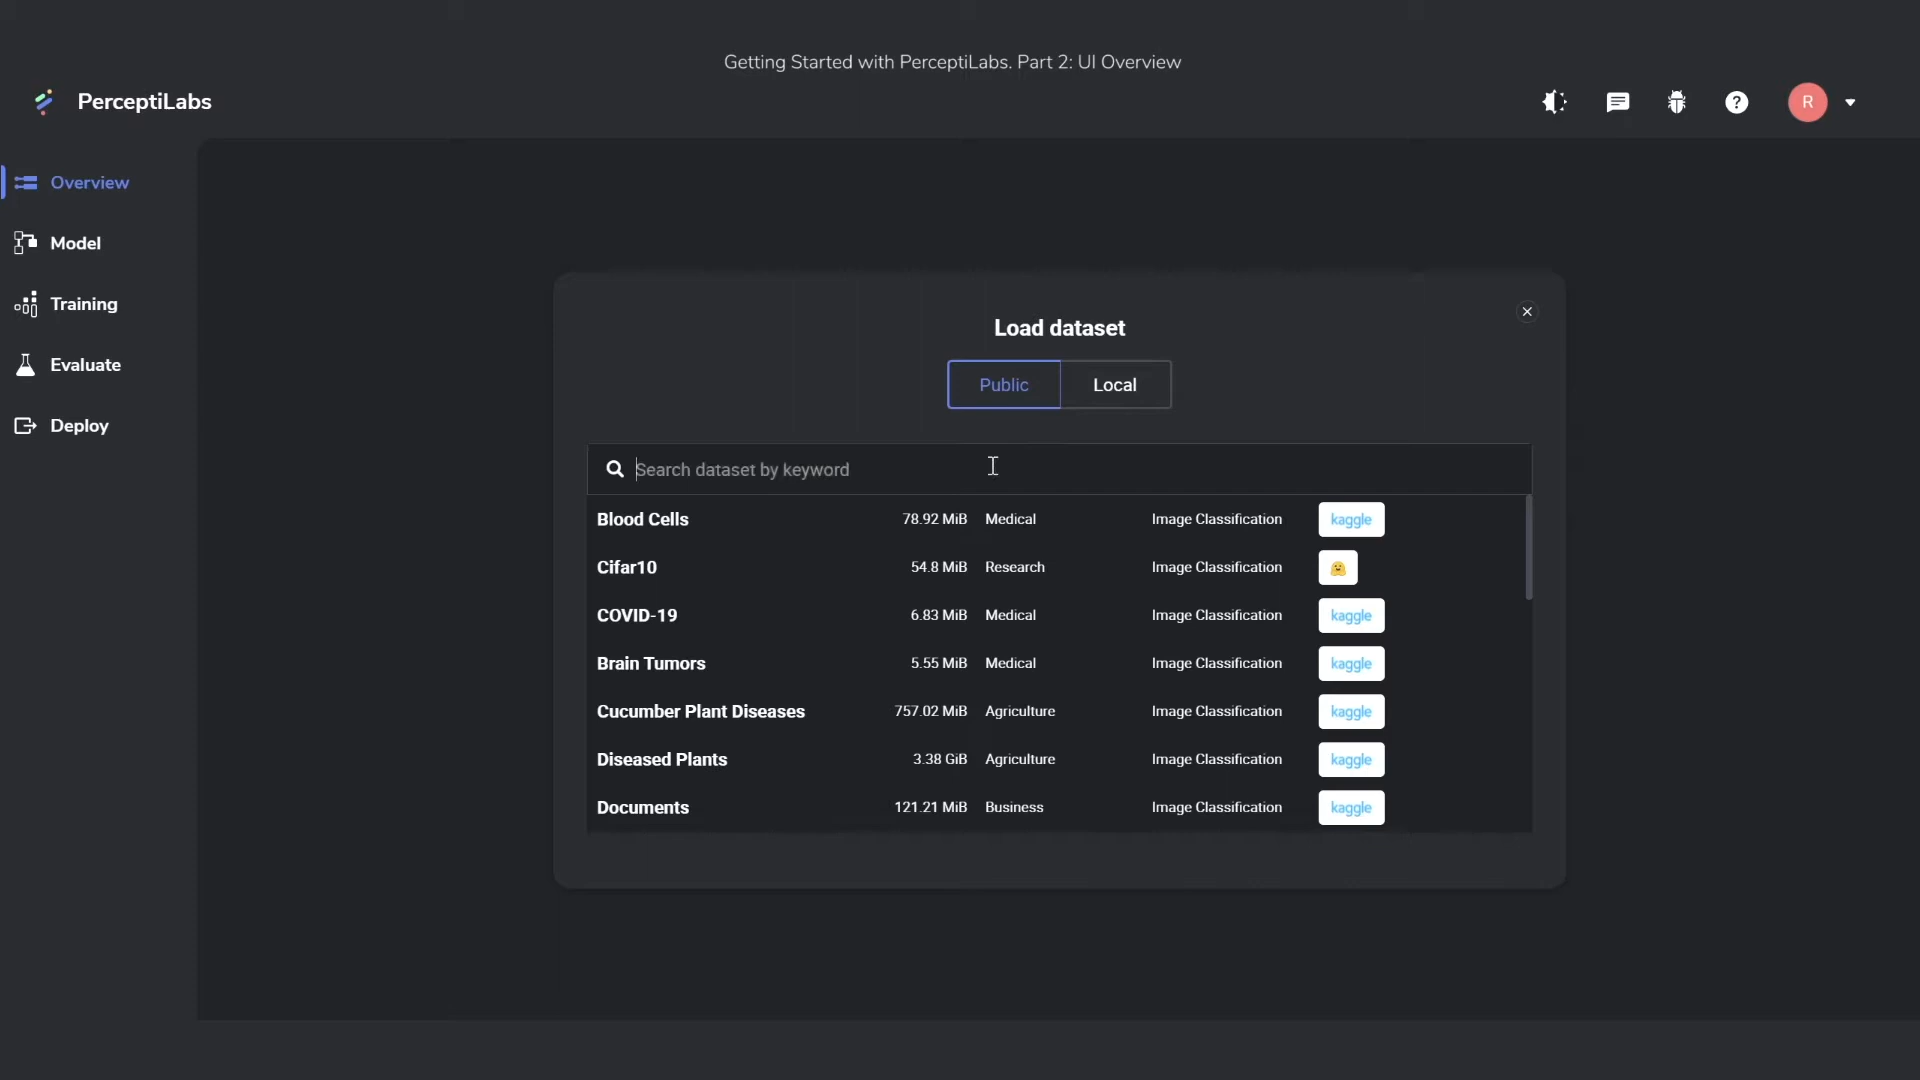 Getting Started with PerceptiLabs. Part 2: UI Overview
PerceptiLabs
R
Overview
Model
Training
Evaluate
Deploy
Load dataset
Public Local
Search dataset by keyword
Blood Cells 78.92 MiB Medical Image Classification kaggle
Cifar10 54.8 MiB Research Image Classification
COVID-19 6.83 MiB Medical Image Classification kaggle
Brain Tumors 5.55 MiB Medical Image Classification kaggle
Cucumber Plant Diseases 757.02 MiB Agriculture Image Classification kaggle
Diseased Plants 3.38 GiB Agriculture Image Classification kaggle
Documents 121.21 MiB Business Image Classification kaggle